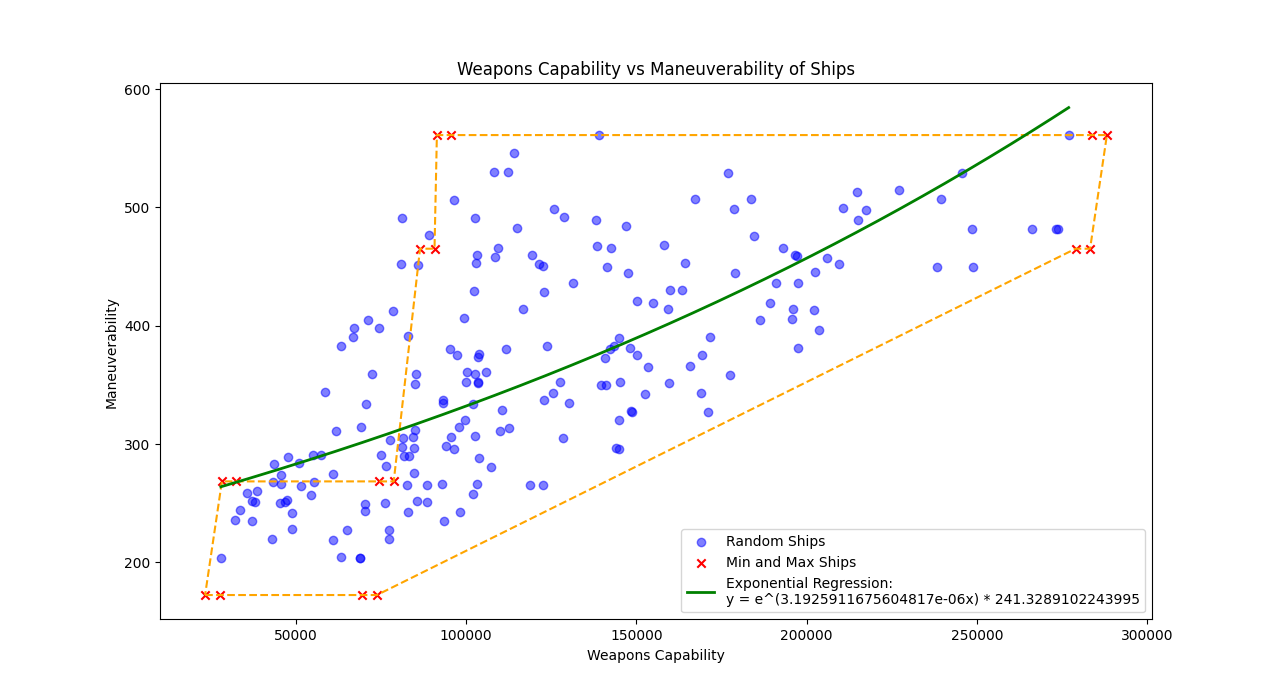 Weapons Capability vs Maneuverability of Ships
600
500
400
300
200
Maneuverability
50000
100000
150000
200000
250000
300000
Weapons Capability
Random Ships
Min and Max Ships
Exponential Regression:
y = e^(3.1925911675604817e-06x) * 241.3289102243995